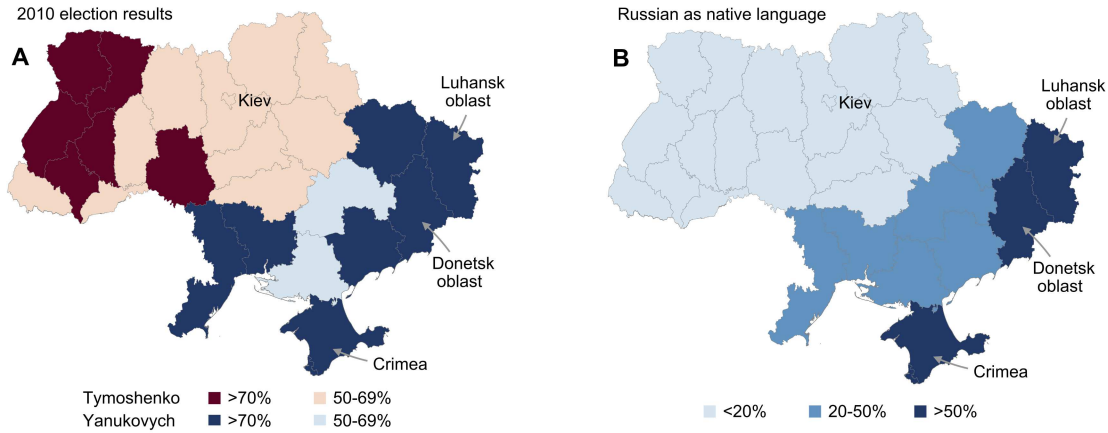 2010 election results
A
Luhansk
oblast
Kiev
Donetsk
oblast
Crimea
Tymoshenko >70% 50-69%
Yanukovych >70% 50-69%
Russian as native language
B
Luhansk
oblast
Kiev
Donetsk
oblast
Crimea
<20% 20-50% >50%